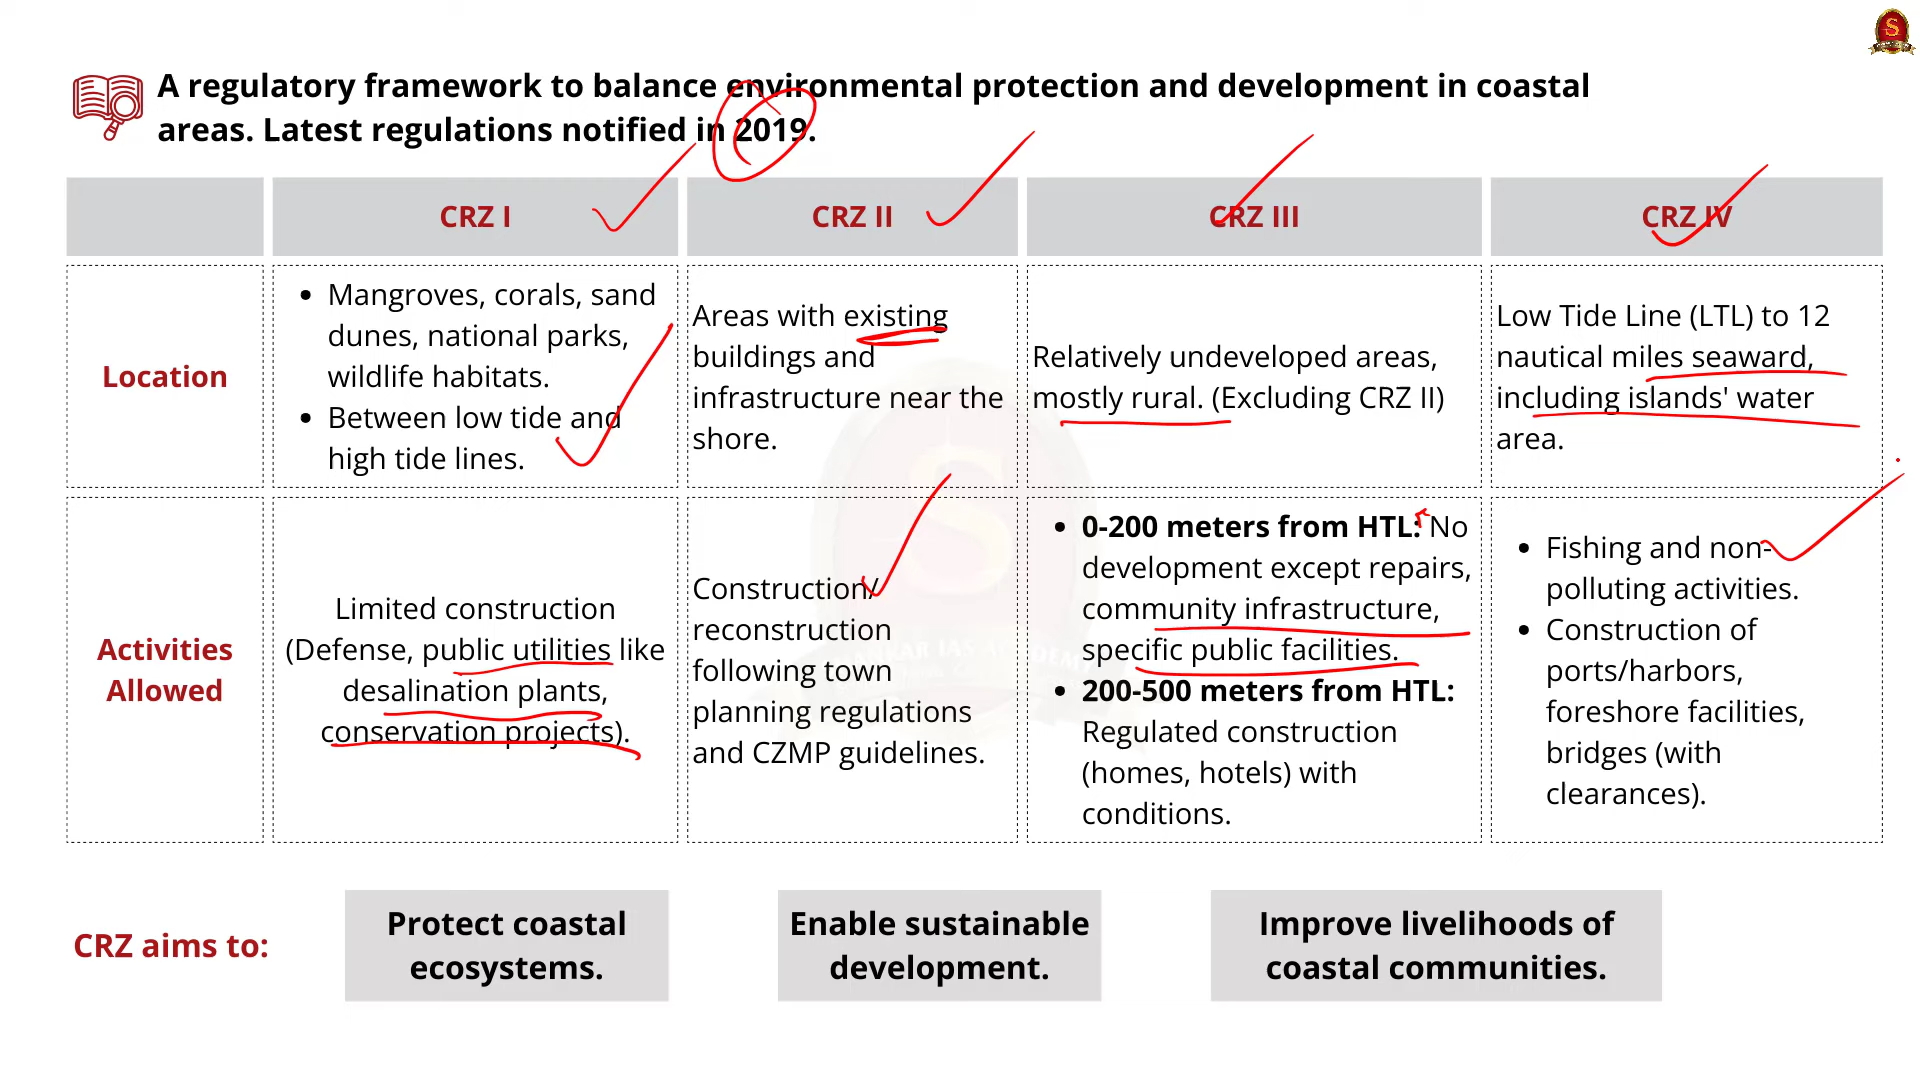 A regulatory framework to balance environmental protection and development in coastal
areas. Latest regulations notified in 2019.
CRZ I
CRZ II
CRZ III
CRZ IV
Location
• Mangroves, corals, sand
dunes, national parks,
wildlife habitats.
• Between low tide and
high tide lines.
Areas with existing
buildings and
infrastructure near the
shore.
Relatively undeveloped areas,
mostly rural. (Excluding CRZ II)
Low Tide Line (LTL) to 12
nautical miles seaward,
including islands' water
area.
Activities
Allowed
Limited construction
(Defense, public utilities like
desalination plants,
conservation projects).
Construction/
reconstruction
following town
planning regulations
and CZMP guidelines.
• 0-200 meters from HTL: No
development except repairs,
community infrastructure,
specific public facilities.
• 200-500 meters from HTL:
Regulated construction
(homes, hotels) with
conditions.
• Fishing and non-
polluting activities.
• Construction of
ports/harbors,
foreshore facilities,
bridges (with
clearances).
CRZ aims to:
Protect coastal
ecosystems.
Enable sustainable
development.
Improve livelihoods of
coastal communities.